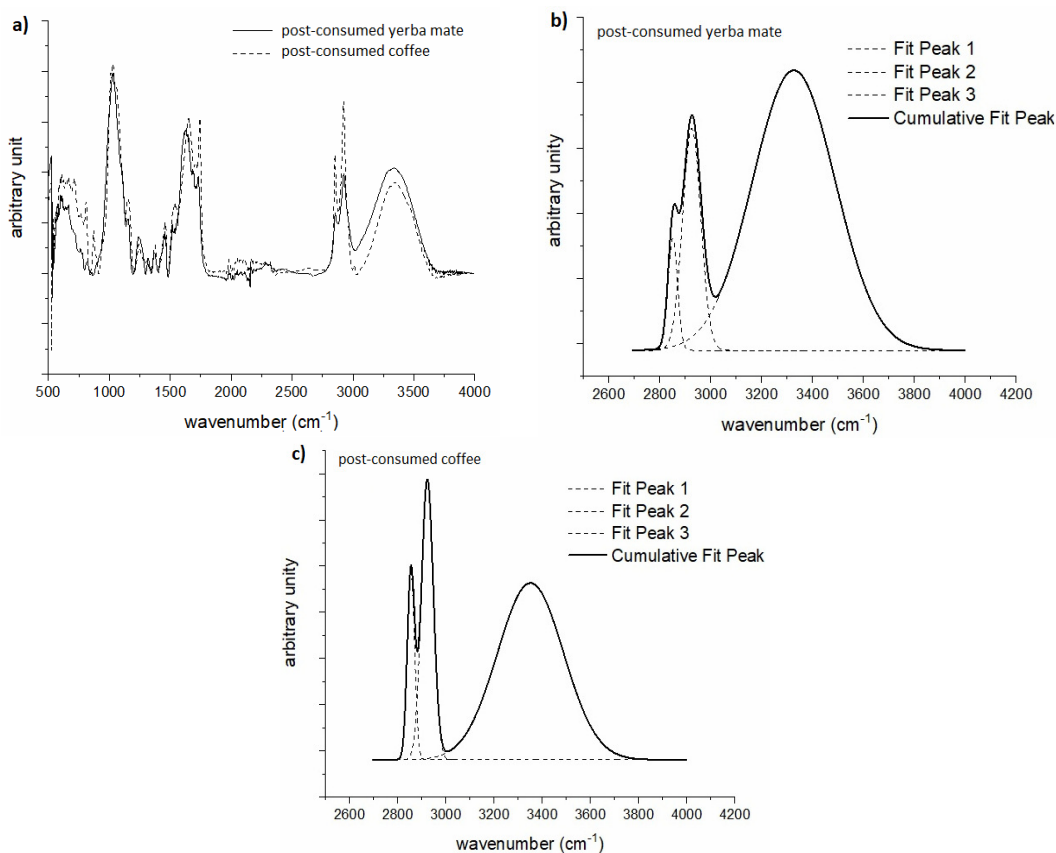 a)
post-consumed yerba mate
post-consumed coffee
arbitrary unit
500 1000 1500 2000 2500 3000 3500 4000
wavenumber (cm⁻¹)
b)
post-consumed yerba mate
Fit Peak 1
Fit Peak 2
Fit Peak 3
Cumulative Fit Peak
arbitrary unity
2600 2800 3000 3200 3400 3600 3800 4000 4200
wavenumber (cm⁻¹)
c)
post-consumed coffee
Fit Peak 1
Fit Peak 2
Fit Peak 3
Cumulative Fit Peak
arbitrary unity
2600 2800 3000 3200 3400 3600 3800 4000 4200
wavenumber (cm⁻¹)